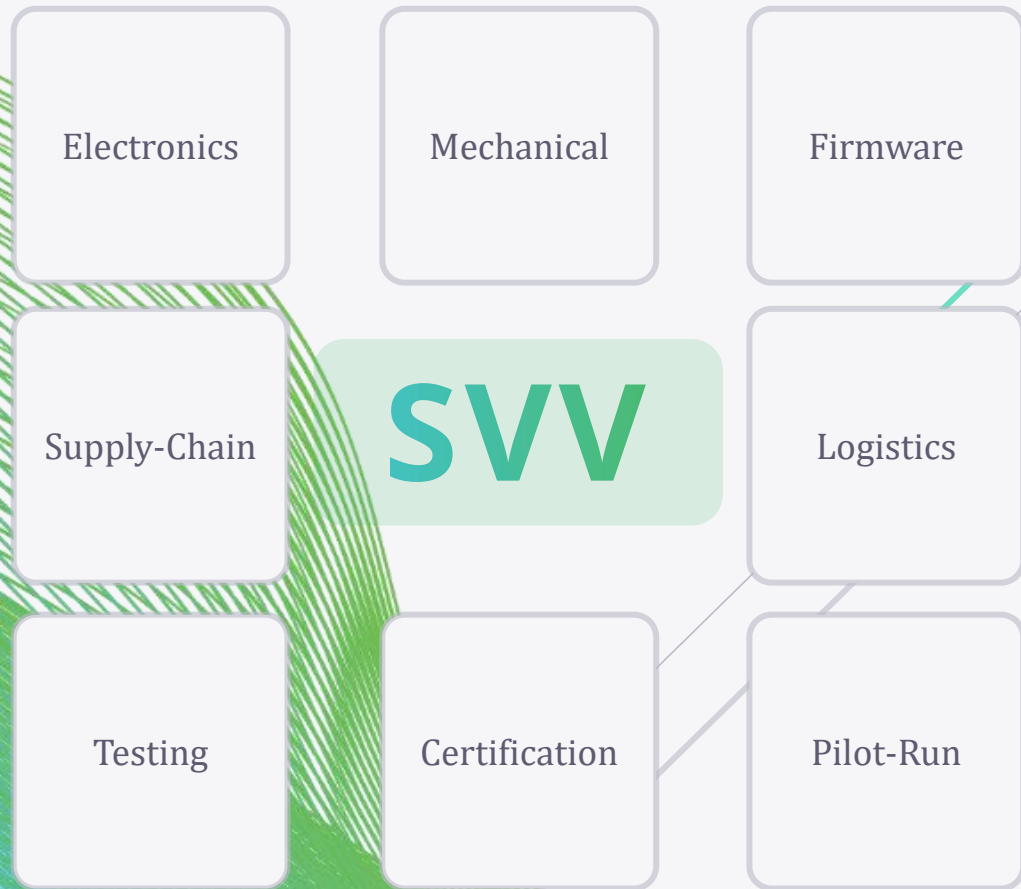 Electronics
Mechanical
Firmware
Supply-Chain
SVV
Logistics
Testing
Certification
Pilot-Run